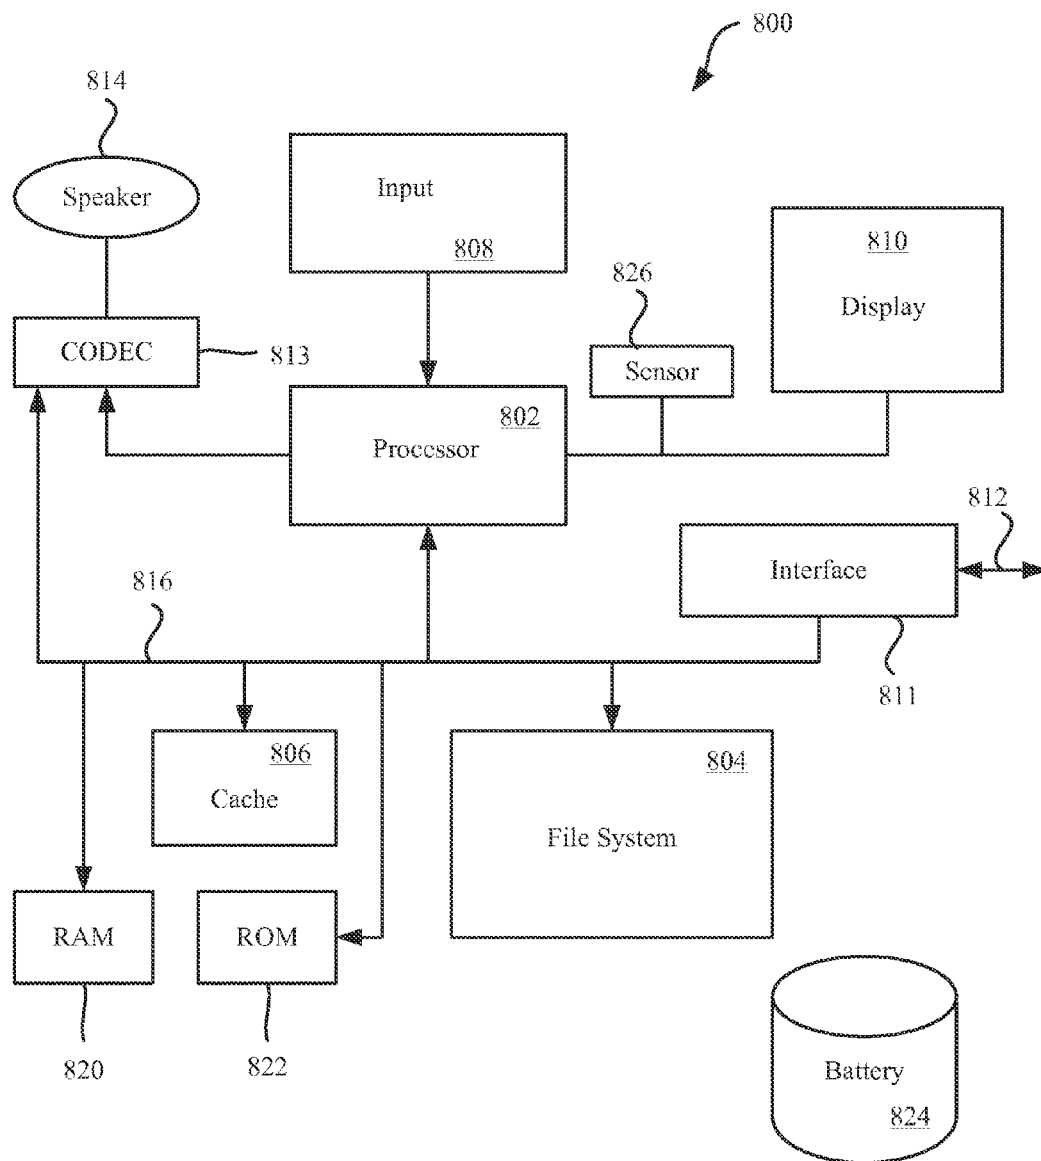 800
814
Speaker
Input
808
826
810
Display
CODEC
813
Sensor
802
Processor
812
Interface
816
811
806
Cache
804
File System
RAM
ROM
820
822
Battery
824